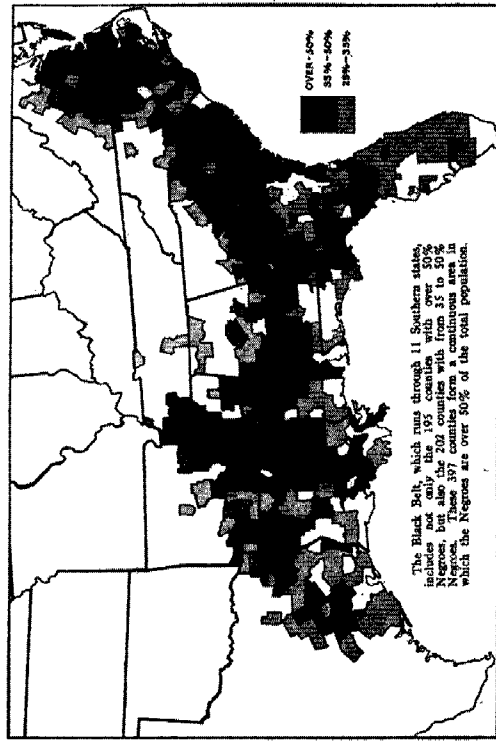 OVER-50%
35%-50%
25%-35%
The Black Belt, which runs through 11 Southern states,
includes not only the 195 counties with over 50%
Negroes, but also the 202 counties with from 35 to 50%
Negroes. These 397 counties form a continuous area in
which the Negroes are over 50% of the total population.